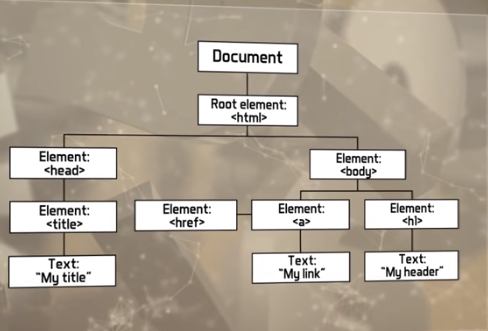 Document
Root element:
<html>
Element:
<head>
Element:
<body>
Element:
<title>
Element:
<href>
Element:
<a>
Element:
<hl>
Text:
"My title"
Text:
"My link"
Text:
"My header"